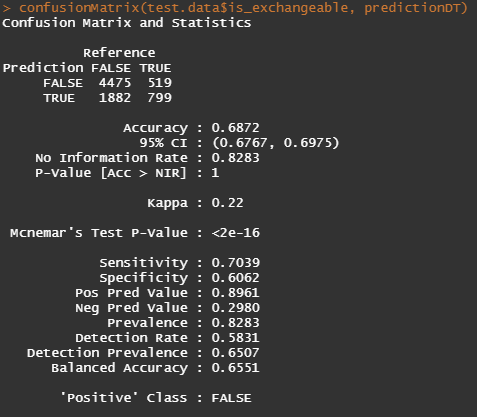 > confusionMatrix(test.data$is_exchangeable, predictionDT)
Confusion Matrix and Statistics
Reference
Prediction FALSE TRUE
FALSE 4475 519
TRUE 1882 799
Accuracy : 0.6872
95% CI : (0.6767, 0.6975)
No Information Rate : 0.8283
P-Value [Acc > NIR] : 1
Kappa : 0.22
Mcnemar's Test P-Value : <2e-16
Sensitivity : 0.7039
Specificity : 0.6062
Pos Pred Value : 0.8961
Neg Pred Value : 0.2980
Prevalence : 0.8283
Detection Rate : 0.5831
Detection Prevalence : 0.6507
Balanced Accuracy : 0.6551
'Positive' Class : FALSE